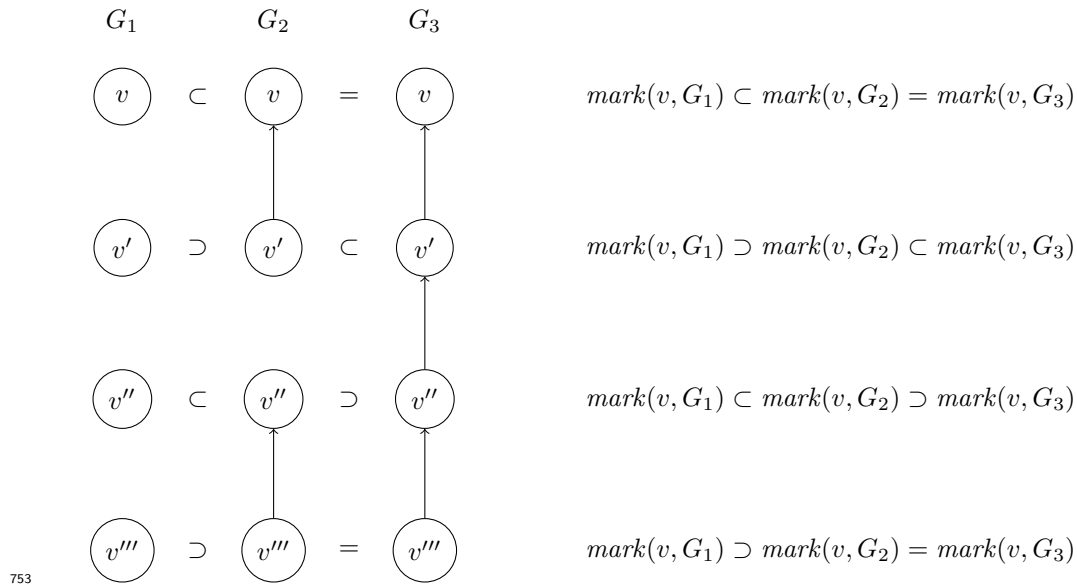 G₁ G₂ G₃
v ⊂ v = v mark(v, G₁) ⊂ mark(v, G₂) = mark(v, G₃)
v′ ⊃ v′ ⊂ v′ mark(v, G₁) ⊃ mark(v, G₂) ⊂ mark(v, G₃)
v″ ⊂ v″ ⊃ v″ mark(v, G₁) ⊂ mark(v, G₂) ⊃ mark(v, G₃)
v‴ ⊃ v‴ = v‴ mark(v, G₁) ⊃ mark(v, G₂) = mark(v, G₃)
753